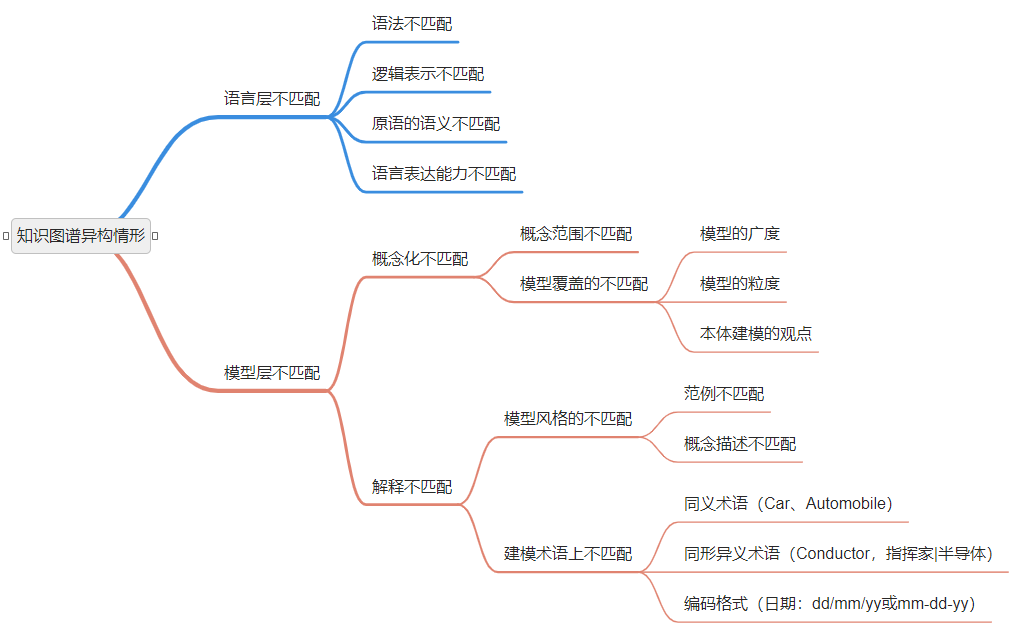 语法不匹配
逻辑表示不匹配
语言层不匹配
原语的语义不匹配
语言表达能力不匹配
知识图谱异构情形
概念范围不匹配
模型的广度
概念化不匹配
模型覆盖的不匹配
模型的粒度
本体建模的观点
模型层不匹配
范例不匹配
模型风格的不匹配
概念描述不匹配
解释不匹配
同义术语（Car、Automobile）
建模术语上不匹配
同形异义术语（Conductor，指挥家|半导体）
编码格式（日期：dd/mm/yy或mm-dd-yy）